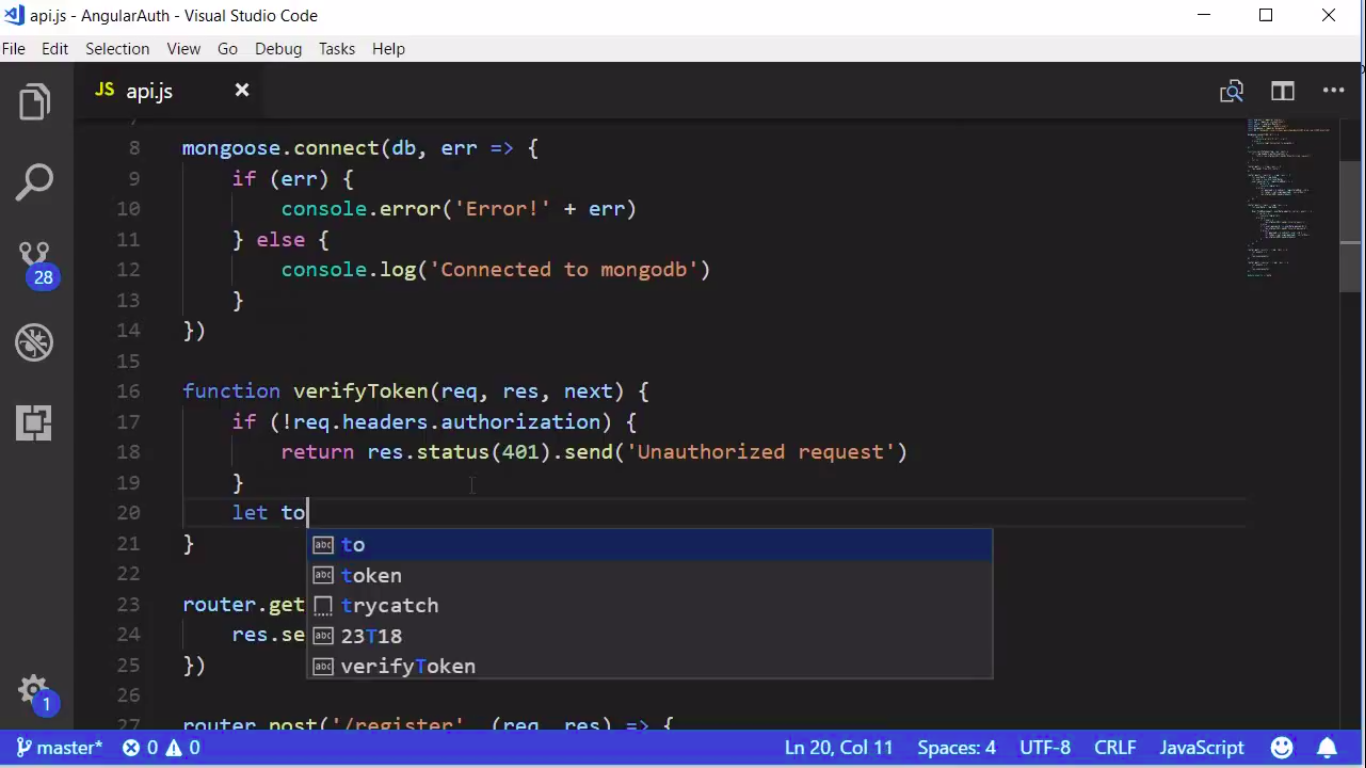 api.js - AngularAuth - Visual Studio Code
File Edit Selection View Go Debug Tasks Help
JS api.js
8 mongoose.connect(db, err => {
9 if (err) {
10 console.error('Error!' + err)
11 } else {
12 console.log('Connected to mongodb')
13 }
14 })
15
16 function verifyToken(req, res, next) {
17 if (!req.headers.authorization) {
18 return res.status(401).send('Unauthorized request')
19 }
20 let to
21 }
to
22
token
23 router.get
trycatch
24 res.se
23T18
25 })
verifyToken
26
27 router.post('/register', (req, res) => {
28
1
master* 0 0 Ln 20, Col 11 Spaces: 4 UTF-8 CRLF JavaScript